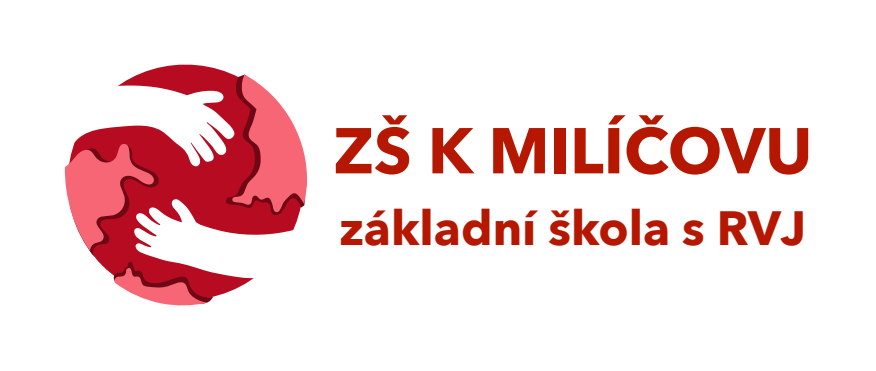 ZŠ K MILÍČOVU
základní škola s RVJ